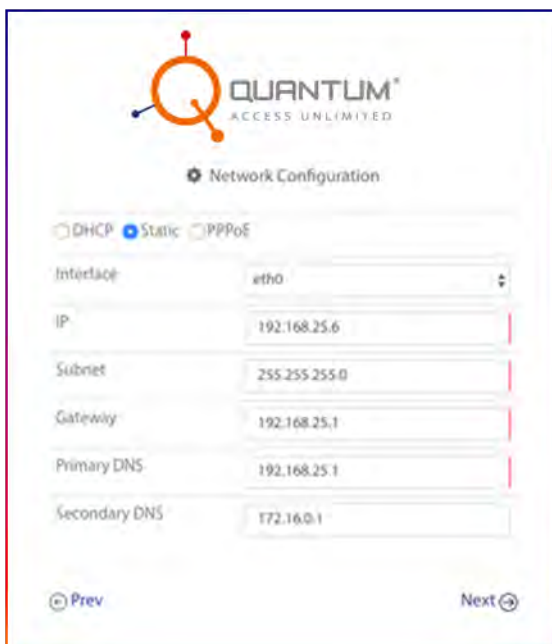 QUANTUM®
ACCESS UNLIMITED
Network Configuration
DHCP Static PPPoE
Interface eth0
IP 192.168.25.6
Subnet 255.255.255.0
Gateway 192.168.25.1
Primary DNS 192.168.25.1
Secondary DNS 172.16.0.1
Prev Next